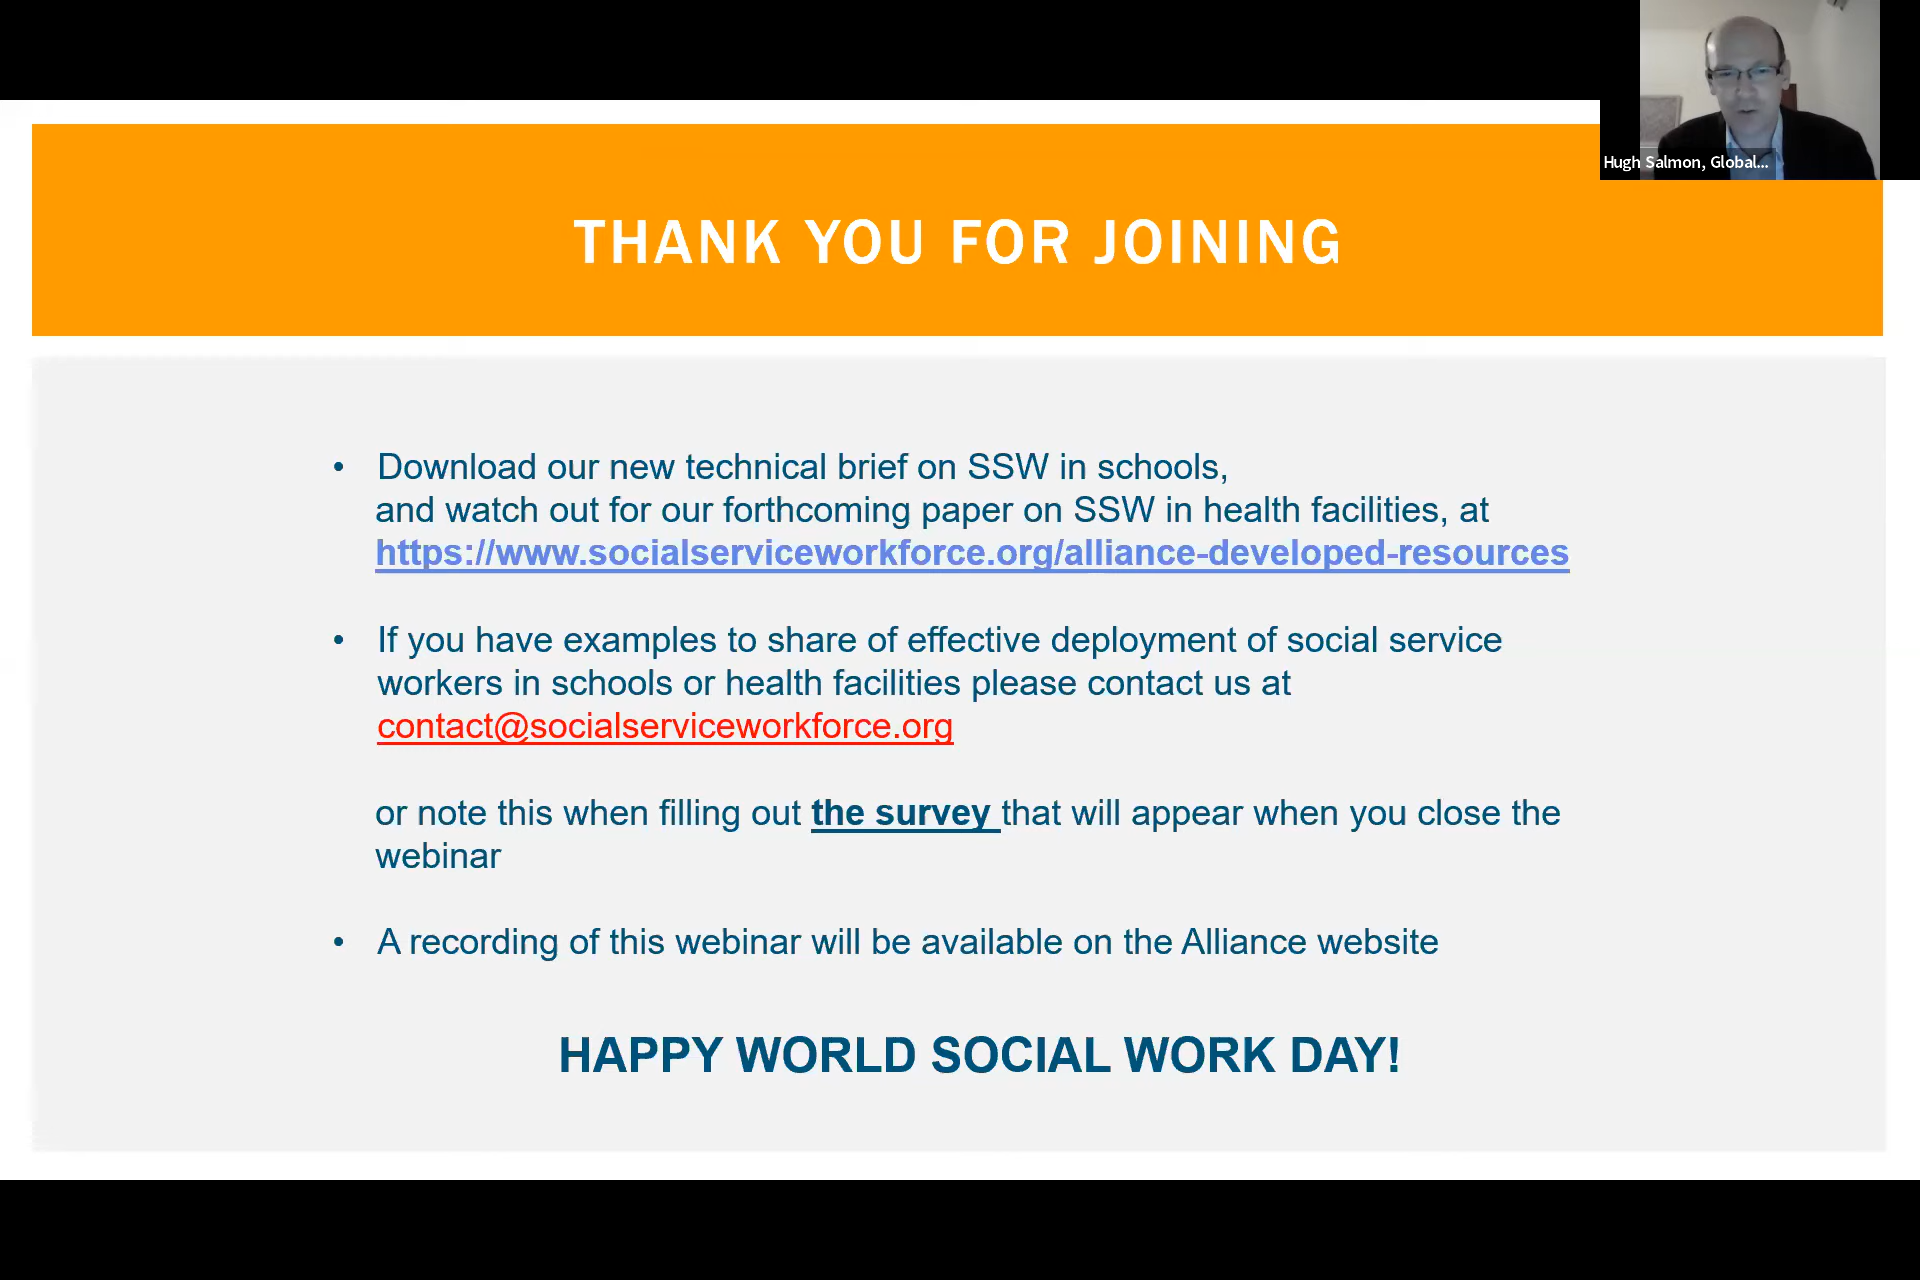 Hugh Salmon, Global...
THANK YOU FOR JOINING
• Download our new technical brief on SSW in schools,
and watch out for our forthcoming paper on SSW in health facilities, at
https://www.socialserviceworkforce.org/alliance-developed-resources
• If you have examples to share of effective deployment of social service
workers in schools or health facilities please contact us at
contact@socialserviceworkforce.org
or note this when filling out the survey that will appear when you close the
webinar
• A recording of this webinar will be available on the Alliance website
HAPPY WORLD SOCIAL WORK DAY!